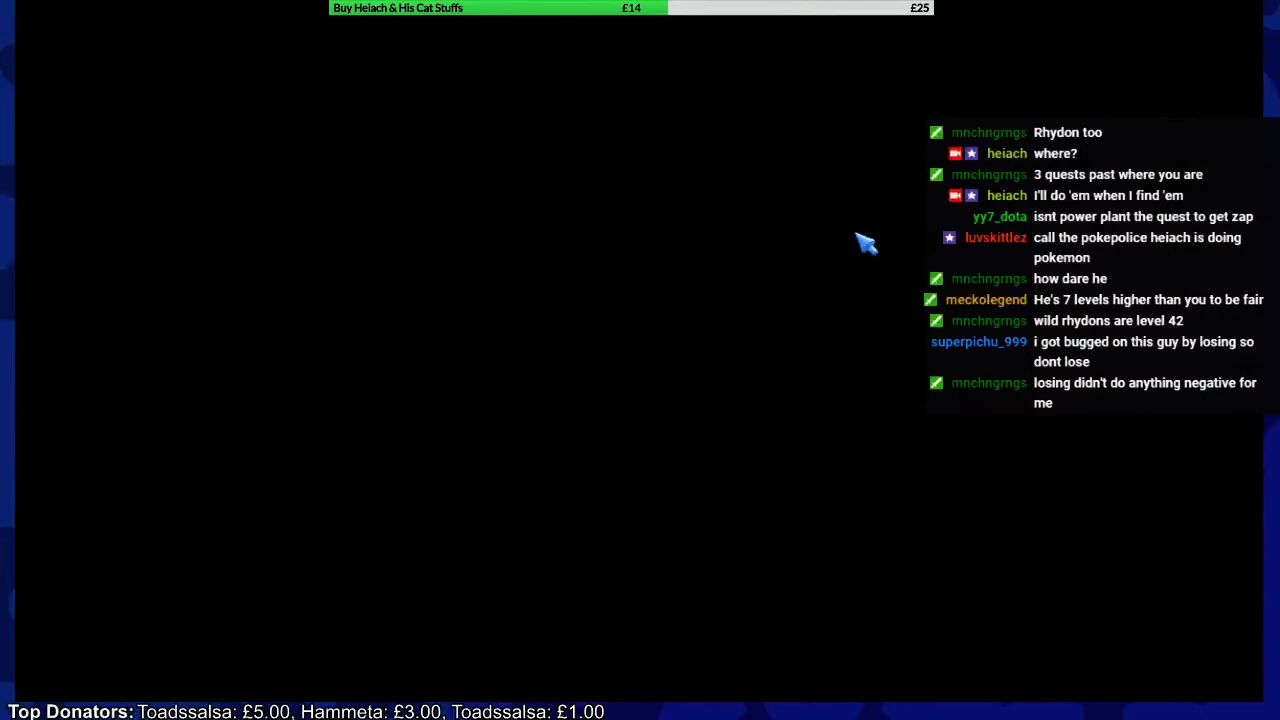 Buy Heiach & His Cat Stuffs £14 £25
mnchngrngs Rhydon too
heiach where?
mnchngrngs 3 quests past where you are
heiach I'll do 'em when I find 'em
yy7_dota isnt power plant the quest to get zap
luvskittlez call the pokepolice heiach is doing
pokemon
mnchngrngs how dare he
meckolegend He's 7 levels higher than you to be fair
mnchngrngs wild rhydons are level 42
superpichu_999 i got bugged on this guy by losing so
dont lose
mnchngrngs losing didn't do anything negative for
me
Top Donators: Toadssalsa: £5.00, Hammeta: £3.00, Toadssalsa: £1.00